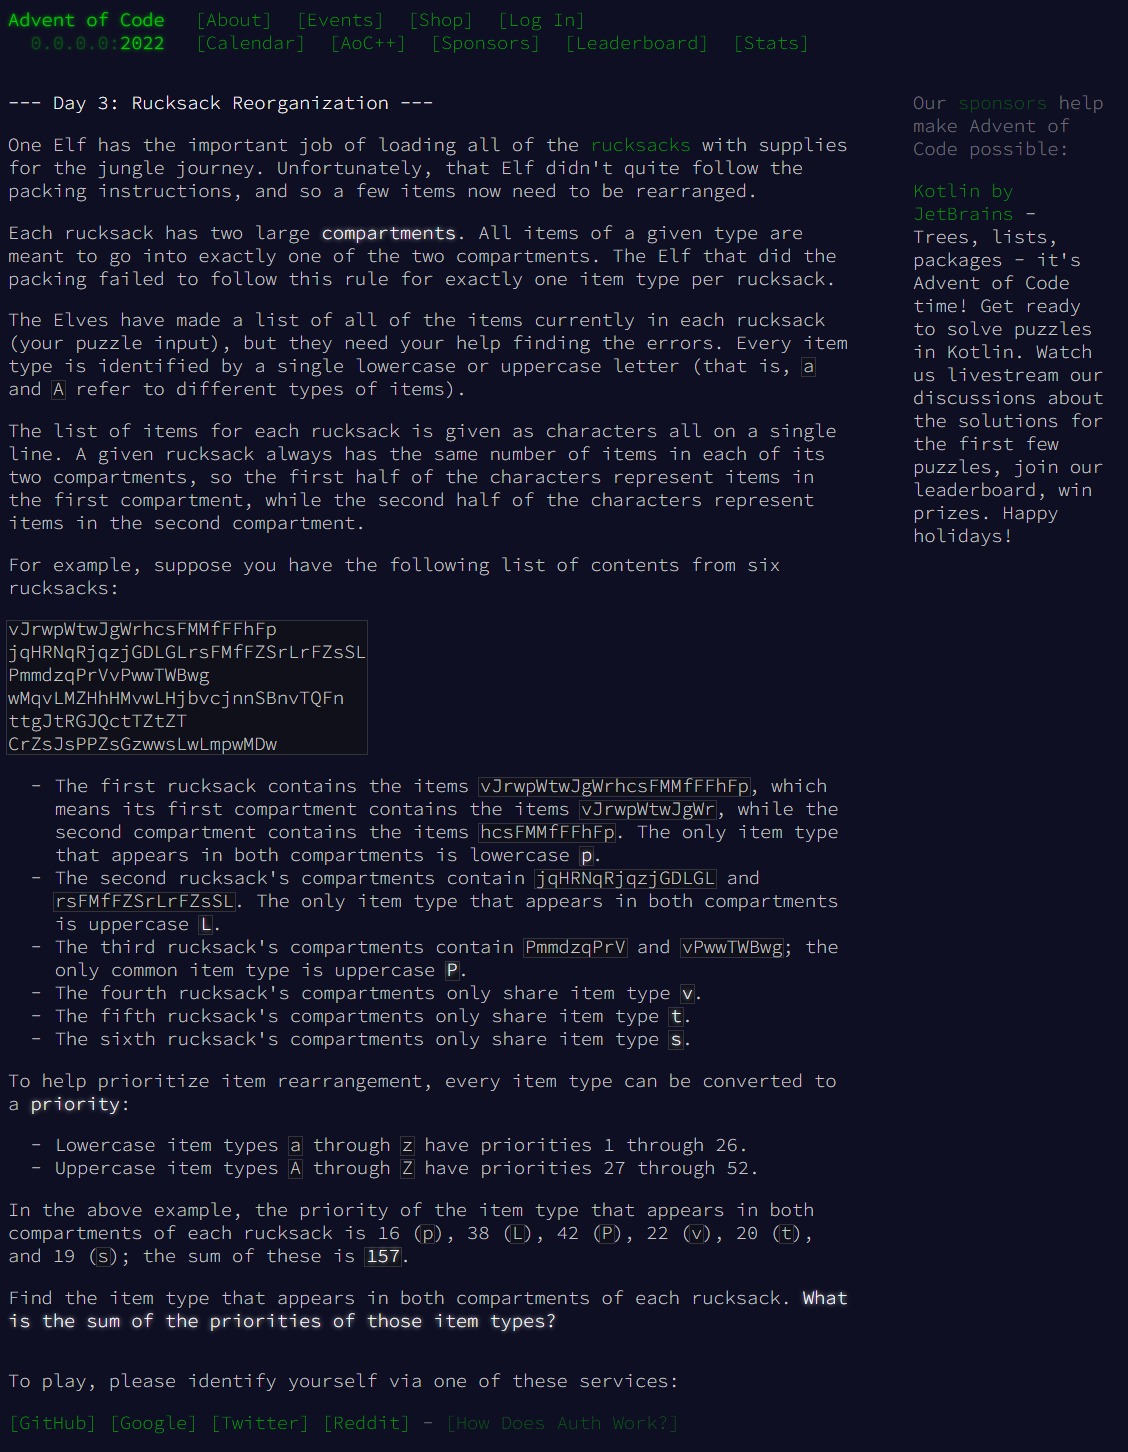 Advent of Code [About] [Events] [Shop] [Log In]
0.0.0.0:2022 [Calendar] [AoC++] [Sponsors] [Leaderboard] [Stats]
--- Day 3: Rucksack Reorganization ---
One Elf has the important job of loading all of the rucksacks with supplies
for the jungle journey. Unfortunately, that Elf didn't quite follow the
packing instructions, and so a few items now need to be rearranged.
Each rucksack has two large compartments. All items of a given type are
meant to go into exactly one of the two compartments. The Elf that did the
packing failed to follow this rule for exactly one item type per rucksack.
The Elves have made a list of all of the items currently in each rucksack
(your puzzle input), but they need your help finding the errors. Every item
type is identified by a single lowercase or uppercase letter (that is, a
and A refer to different types of items).
The list of items for each rucksack is given as characters all on a single
line. A given rucksack always has the same number of items in each of its
two compartments, so the first half of the characters represent items in
the first compartment, while the second half of the characters represent
items in the second compartment.
For example, suppose you have the following list of contents from six
rucksacks:
vJrwpWtwJgWrhcsFMMfFFhFp
jqHRNqRjqzjGDLGLrsFMfFZSrLrFZsSL
PmmdzqPrVvPwwTWBwg
wMqvLMZHhHMvwLHjbvcjnnSBnvTQFn
ttgJtRGJQctTZtZT
CrZsJsPPZsGzwwsLwLmpwMDw
- The first rucksack contains the items vJrwpWtwJgWrhcsFMMfFFhFp, which
means its first compartment contains the items vJrwpWtwJgWr, while the
second compartment contains the items hcsFMMfFFhFp. The only item type
that appears in both compartments is lowercase p.
- The second rucksack's compartments contain jqHRNqRjqzjGDLGL and
rsFMfFZSrLrFZsSL. The only item type that appears in both compartments
is uppercase L.
- The third rucksack's compartments contain PmmdzqPrV and vPwwTWBwg; the
only common item type is uppercase P.
- The fourth rucksack's compartments only share item type v.
- The fifth rucksack's compartments only share item type t.
- The sixth rucksack's compartments only share item type s.
To help prioritize item rearrangement, every item type can be converted to
a priority:
- Lowercase item types a through z have priorities 1 through 26.
- Uppercase item types A through Z have priorities 27 through 52.
In the above example, the priority of the item type that appears in both
compartments of each rucksack is 16 (p), 38 (L), 42 (P), 22 (v), 20 (t),
and 19 (s); the sum of these is 157.
Find the item type that appears in both compartments of each rucksack. What
is the sum of the priorities of those item types?
To play, please identify yourself via one of these services:
[GitHub] [Google] [Twitter] [Reddit] - [How Does Auth Work?]
Our sponsors help
make Advent of
Code possible:
Kotlin by
JetBrains -
Trees, lists,
packages - it's
Advent of Code
time! Get ready
to solve puzzles
in Kotlin. Watch
us livestream our
discussions about
the solutions for
the first few
puzzles, join our
leaderboard, win
prizes. Happy
holidays!